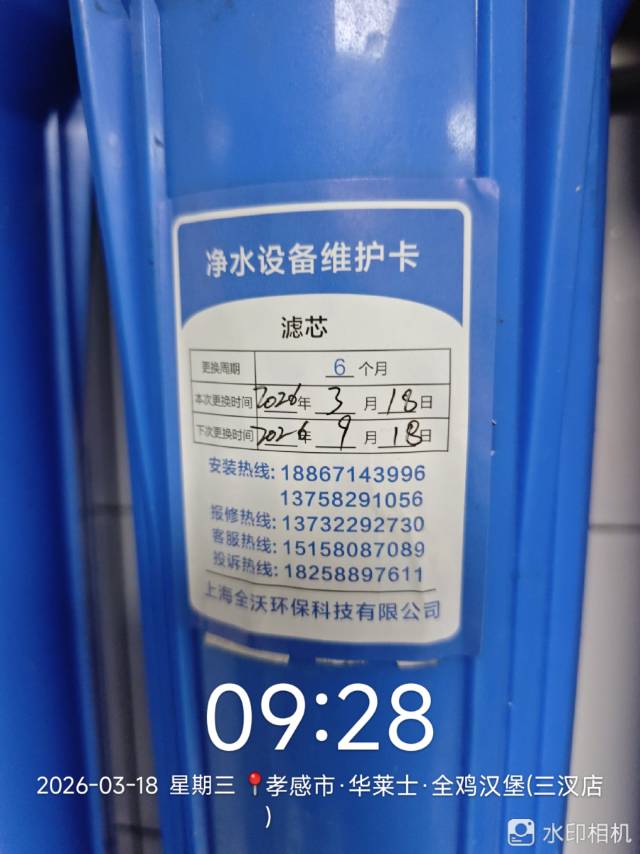 净水设备维护卡
滤芯
更换周期 6 个月
本次更换时间 2026年 3 月 18日
下次更换时间 2026年 9 月 18日
安装热线: 18867143996
13758291056
报修热线: 13732292730
客服热线: 15158087089
投诉热线: 18258897611
上海全沃环保科技有限公司
09:28
2026-03-18 星期三 孝感市·华莱士·全鸡汉堡(三汊店
)
水印相机